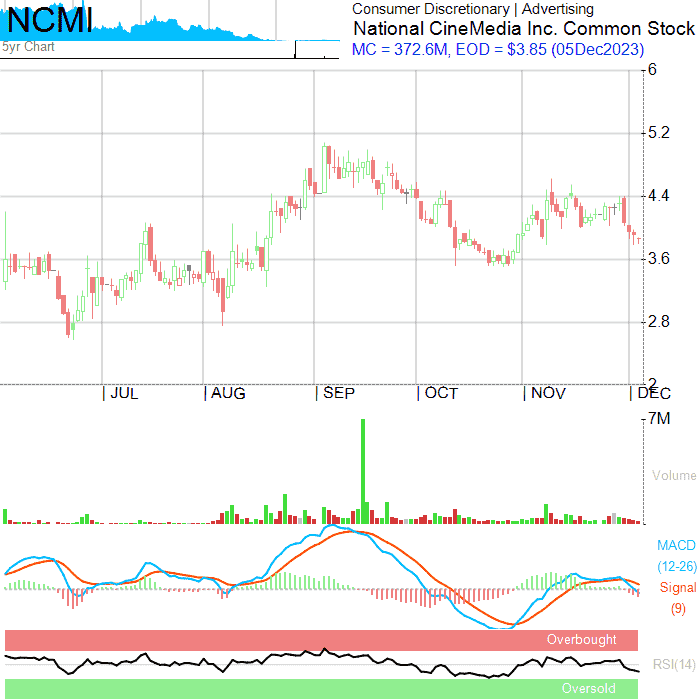 NCMI
5yr Chart
Consumer Discretionary | Advertising
National CineMedia Inc. Common Stock
MC = 372.6M, EOD = $3.85 (05Dec2023)
6
5.2
4.4
3.6
2.8
2
| JUL | AUG | SEP | OCT | NOV | DEC
7M
Volume
MACD
(12-26)
Signal
(9)
Overbought
RSI(14)
Oversold